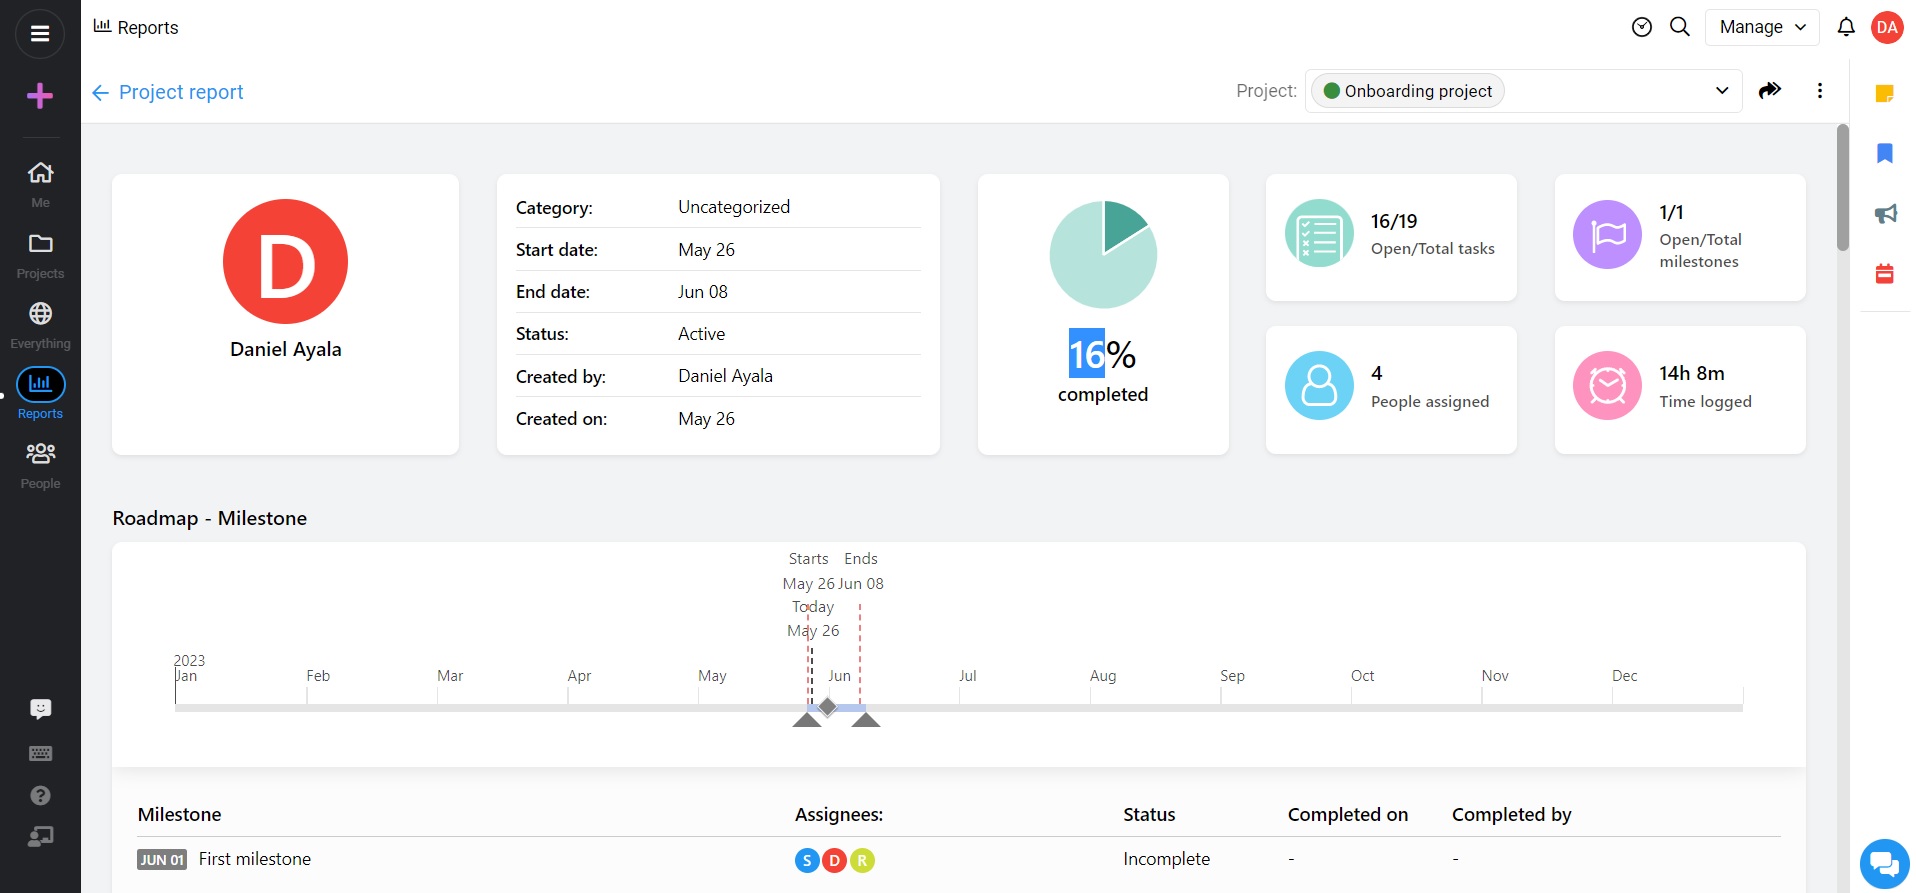 Reports
Manage
DA
Project report
Project:
Onboarding project
Me
Projects
Everything
Reports
People
D
Daniel Ayala
Category: Uncategorized
Start date: May 26
End date: Jun 08
Status: Active
Created by: Daniel Ayala
Created on: May 26
16%
completed
16/19
Open/Total tasks
1/1
Open/Total
milestones
4
People assigned
14h 8m
Time logged
Roadmap - Milestone
Starts Ends
May 26 Jun 08
Today
May 26
2023
Jan Feb Mar Apr May Jun Jul Aug Sep Oct Nov Dec
Milestone Assignees: Status Completed on Completed by
JUN 01 First milestone S D R Incomplete - -